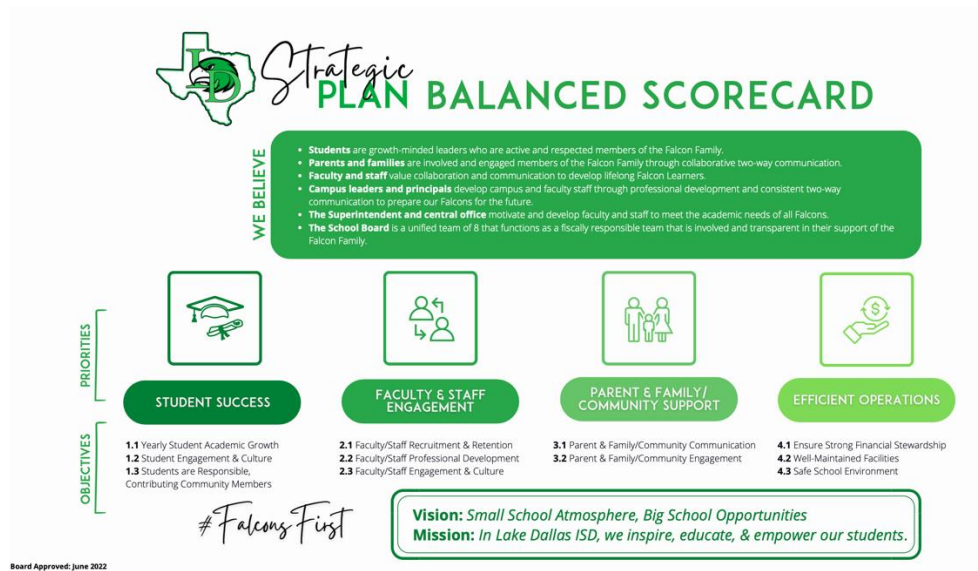 LD
Strategic
PLAN BALANCED SCORECARD
WE BELIEVE
• Students are growth-minded leaders who are active and respected members of the Falcon Family.
• Parents and families are involved and engaged members of the Falcon Family through collaborative two-way communication.
• Faculty and staff value collaboration and communication to develop lifelong Falcon Learners.
• Campus leaders and principals develop campus and faculty staff through professional development and consistent two-way
communication to prepare our Falcons for the future.
• The Superintendent and central office motivate and develop faculty and staff to meet the academic needs of all Falcons.
• The School Board is a unified team of 8 that functions as a fiscally responsible team that is involved and transparent in their support of the
Falcon Family.
PRIORITIES
$
STUDENT SUCCESS
FACULTY & STAFF
ENGAGEMENT
PARENT & FAMILY/
COMMUNITY SUPPORT
EFFICIENT OPERATIONS
OBJECTIVES
1.1 Yearly Student Academic Growth
1.2 Student Engagement & Culture
1.3 Students are Responsible,
Contributing Community Members
2.1 Faculty/Staff Recruitment & Retention
2.2 Faculty/Staff Professional Development
2.3 Faculty/Staff Engagement & Culture
3.1 Parent & Family/Community Communication
3.2 Parent & Family/Community Engagement
4.1 Ensure Strong Financial Stewardship
4.2 Well-Maintained Facilities
4.3 Safe School Environment
#FalconsFirst
Vision: Small School Atmosphere, Big School Opportunities
Mission: In Lake Dallas ISD, we inspire, educate, & empower our students.
Board Approved: June 2022